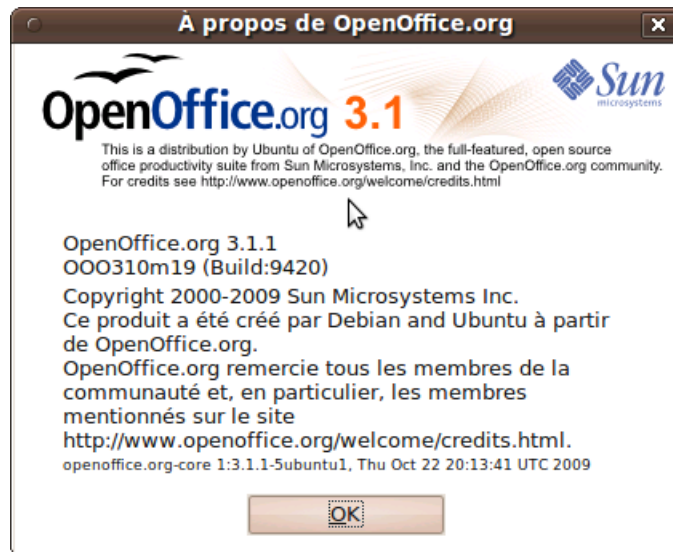 À propos de OpenOffice.org
OpenOffice.org 3.1
Sun
microsystems
This is a distribution by Ubuntu of OpenOffice.org, the full-featured, open source
office productivity suite from Sun Microsystems, Inc. and the OpenOffice.org community.
For credits see http://www.openoffice.org/welcome/credits.html
OpenOffice.org 3.1.1
OOO310m19 (Build:9420)
Copyright 2000-2009 Sun Microsystems Inc.
Ce produit a été créé par Debian and Ubuntu à partir
de OpenOffice.org.
OpenOffice.org remercie tous les membres de la
communauté et, en particulier, les membres
mentionnés sur le site
http://www.openoffice.org/welcome/credits.html.
openoffice.org-core 1:3.1.1-5ubuntu1, Thu Oct 22 20:13:41 UTC 2009
OK